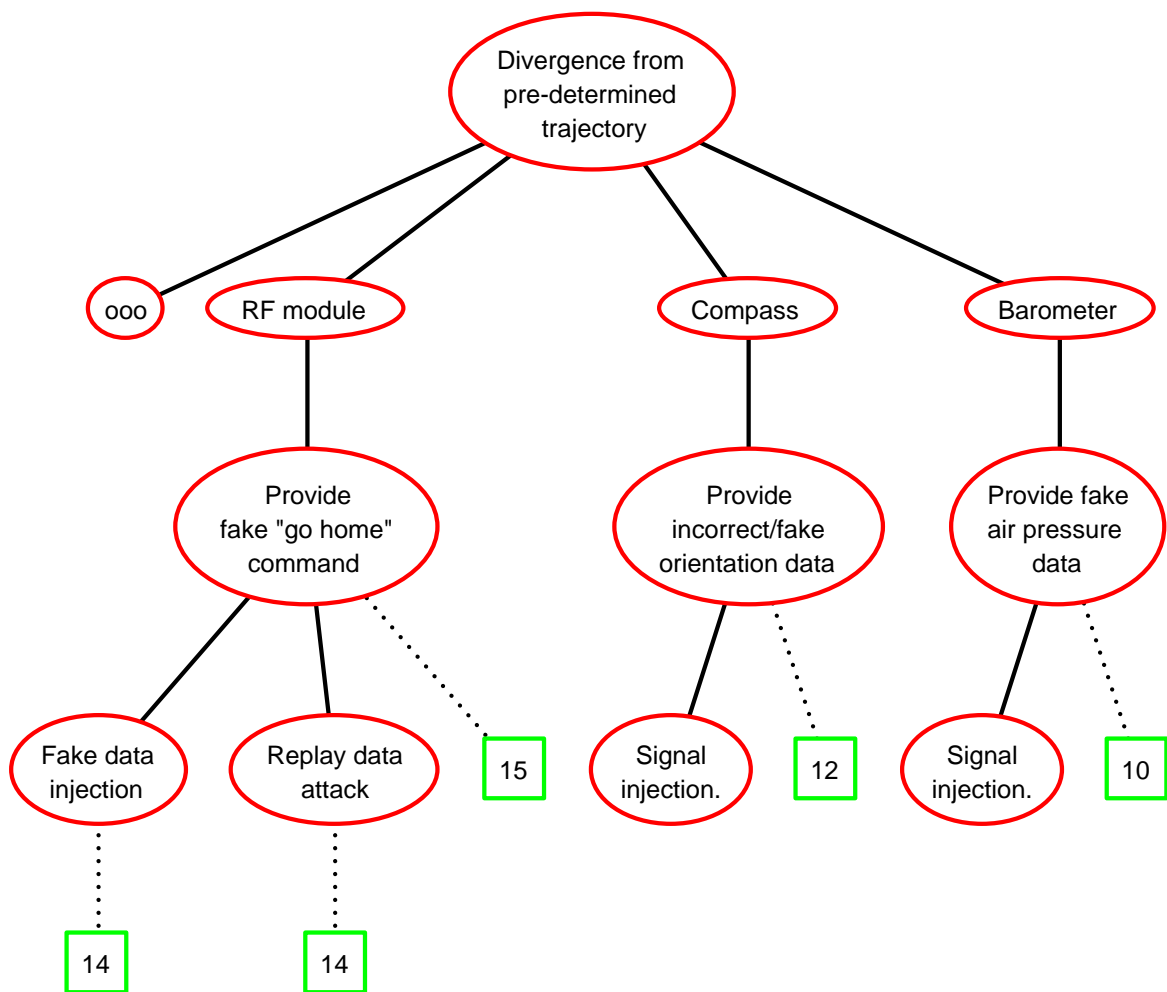 Divergence from
pre-determined
trajectory
ooo
RF module
Compass
Barometer
Provide
fake "go home"
command
Provide
incorrect/fake
orientation data
Provide fake
air pressure
data
Fake data
injection
Replay data
attack
15
Signal
injection.
12
Signal
injection.
10
14
14